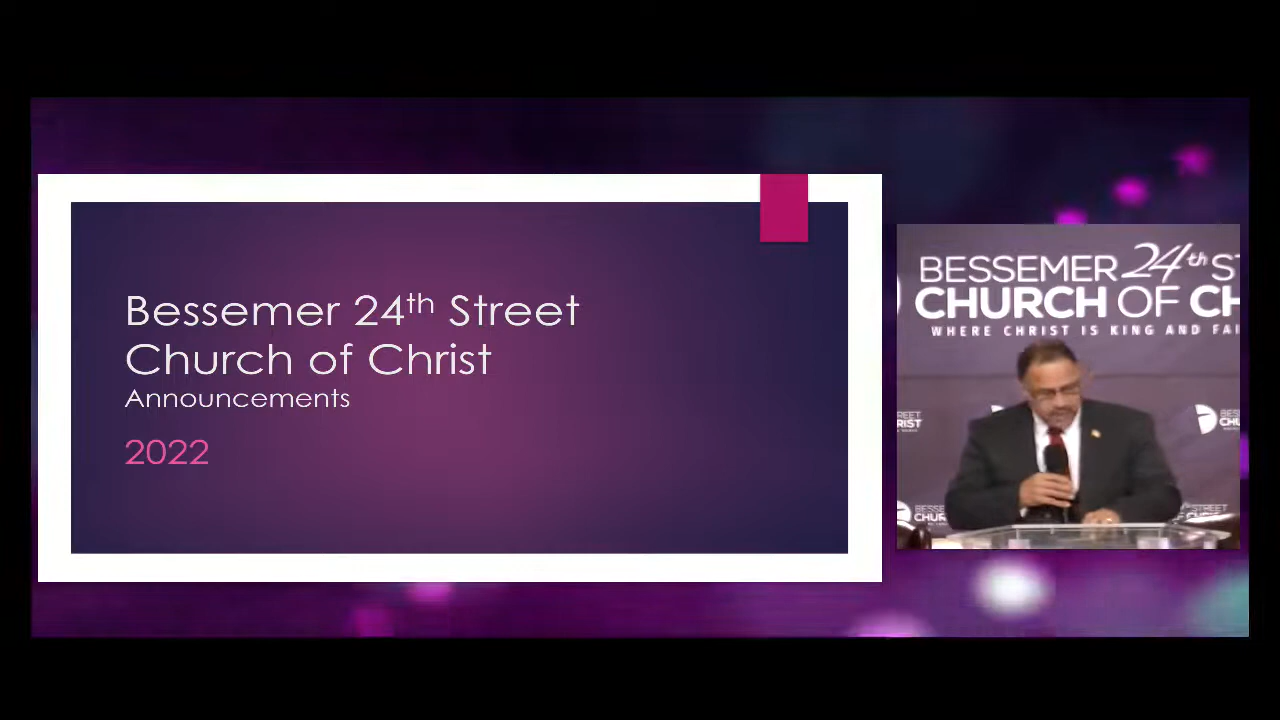 Bessemer 24th Street
Church of Christ
Announcements
2022
BESSEMER 24th ST
CHURCH OF CH
WHERE CHRIST IS KING AND FAI